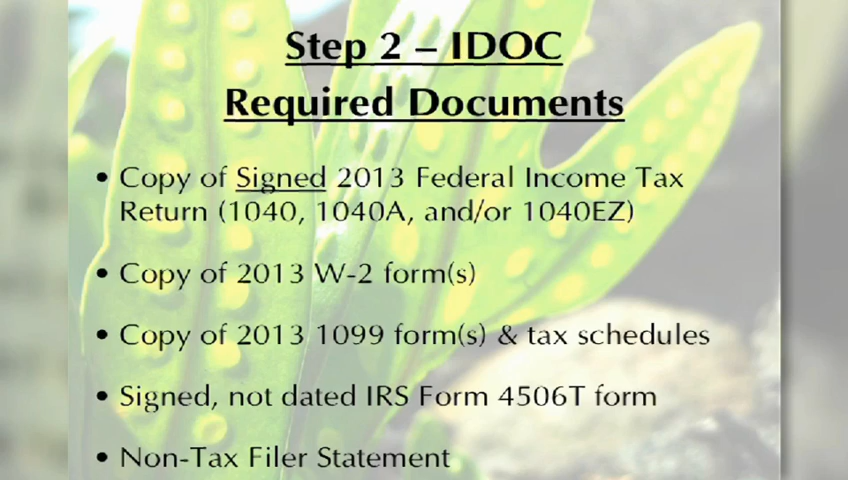 Step 2 – IDOC
Required Documents
• Copy of Signed 2013 Federal Income Tax
Return (1040, 1040A, and/or 1040EZ)
• Copy of 2013 W-2 form(s)
• Copy of 2013 1099 form(s) & tax schedules
• Signed, not dated IRS Form 4506T form
• Non-Tax Filer Statement